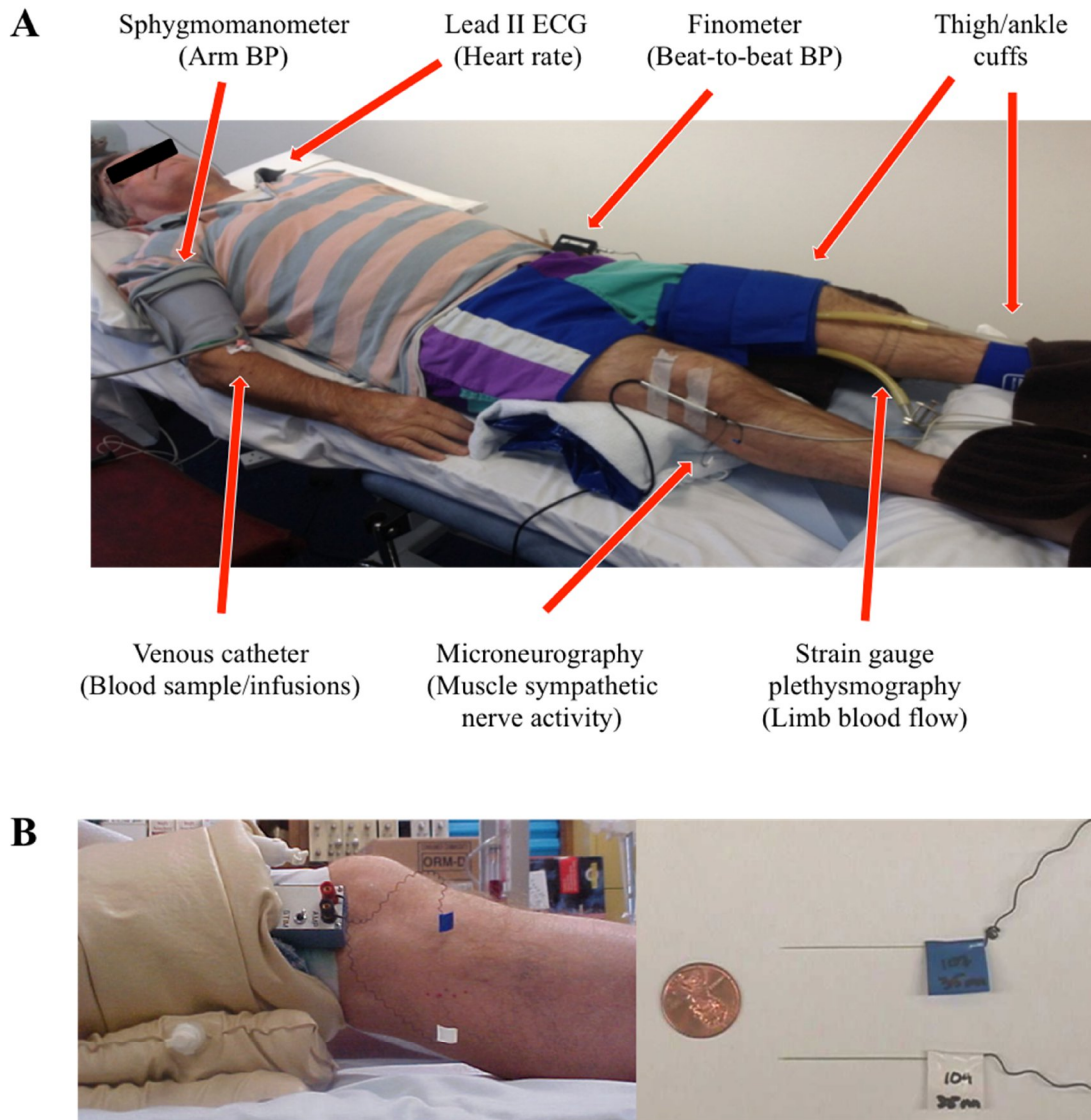 A
Sphygmomanometer
(Arm BP)
Lead II ECG
(Heart rate)
Finometer
(Beat-to-beat BP)
Thigh/ankle
cuffs
Venous catheter
(Blood sample/infusions)
Microneurography
(Muscle sympathetic
nerve activity)
Strain gauge
plethysmography
(Limb blood flow)
B
ORM-D
104
35mm